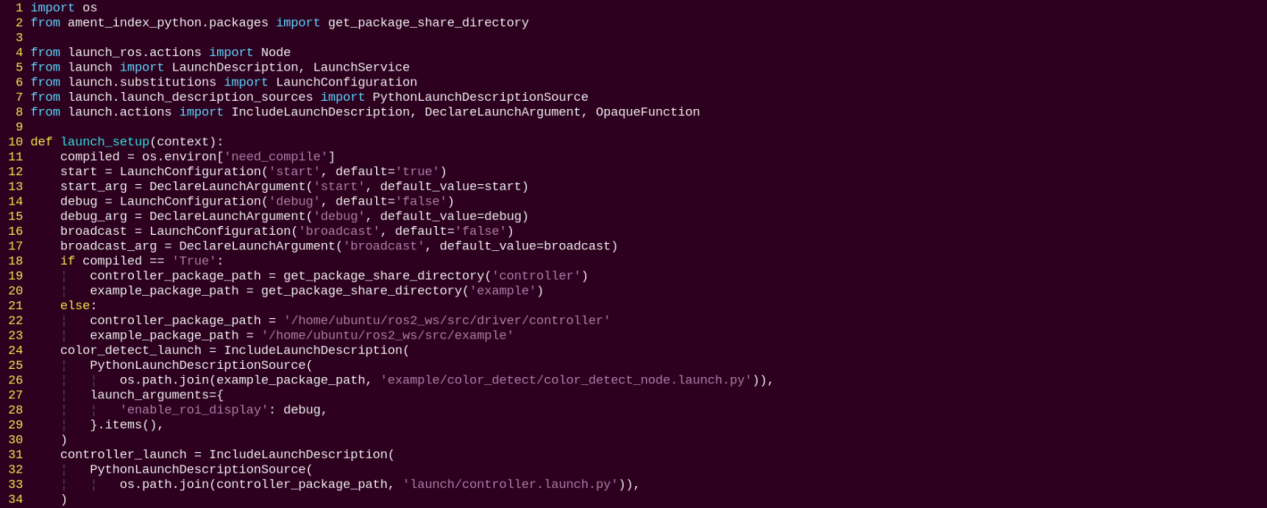 1 import os
2 from ament_index_python.packages import get_package_share_directory
3
4 from launch_ros.actions import Node
5 from launch import LaunchDescription, LaunchService
6 from launch.substitutions import LaunchConfiguration
7 from launch.launch_description_sources import PythonLaunchDescriptionSource
8 from launch.actions import IncludeLaunchDescription, DeclareLaunchArgument, OpaqueFunction
9
10 def launch_setup(context):
11     compiled = os.environ['need_compile']
12     start = LaunchConfiguration('start', default='true')
13     start_arg = DeclareLaunchArgument('start', default_value=start)
14     debug = LaunchConfiguration('debug', default='false')
15     debug_arg = DeclareLaunchArgument('debug', default_value=debug)
16     broadcast = LaunchConfiguration('broadcast', default='false')
17     broadcast_arg = DeclareLaunchArgument('broadcast', default_value=broadcast)
18     if compiled == 'True':
19     ¦   controller_package_path = get_package_share_directory('controller')
20     ¦   example_package_path = get_package_share_directory('example')
21     else:
22     ¦   controller_package_path = '/home/ubuntu/ros2_ws/src/driver/controller'
23     ¦   example_package_path = '/home/ubuntu/ros2_ws/src/example'
24     color_detect_launch = IncludeLaunchDescription(
25     ¦   PythonLaunchDescriptionSource(
26     ¦   ¦   os.path.join(example_package_path, 'example/color_detect/color_detect_node.launch.py')),
27     ¦   launch_arguments={
28     ¦   ¦   'enable_roi_display': debug,
29     ¦   }.items(),
30     )
31     controller_launch = IncludeLaunchDescription(
32     ¦   PythonLaunchDescriptionSource(
33     ¦   ¦   os.path.join(controller_package_path, 'launch/controller.launch.py')),
34     )